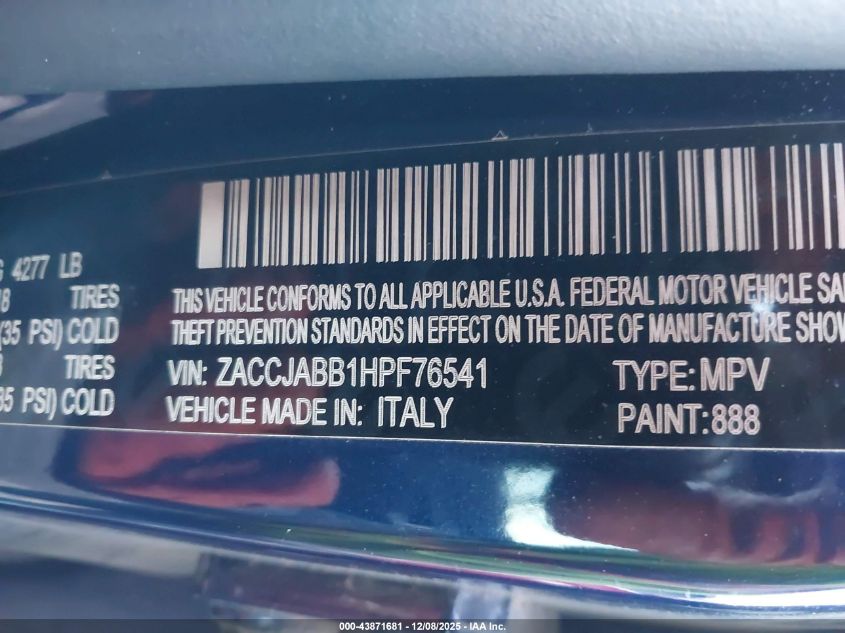 G 4277 LB
TIRES
(35 PSI) COLD
TIRES
35 PSI) COLD
THIS VEHICLE CONFORMS TO ALL APPLICABLE U.S.A. FEDERAL MOTOR VEHICLE SA
THEFT PREVENTION STANDARDS IN EFFECT ON THE DATE OF MANUFACTURE SHOW
VIN: ZACCJABB1HPF76541 TYPE: MPV
VEHICLE MADE IN: ITALY PAINT: 888
000-43871681 - 12/08/2025 - IAA Inc.